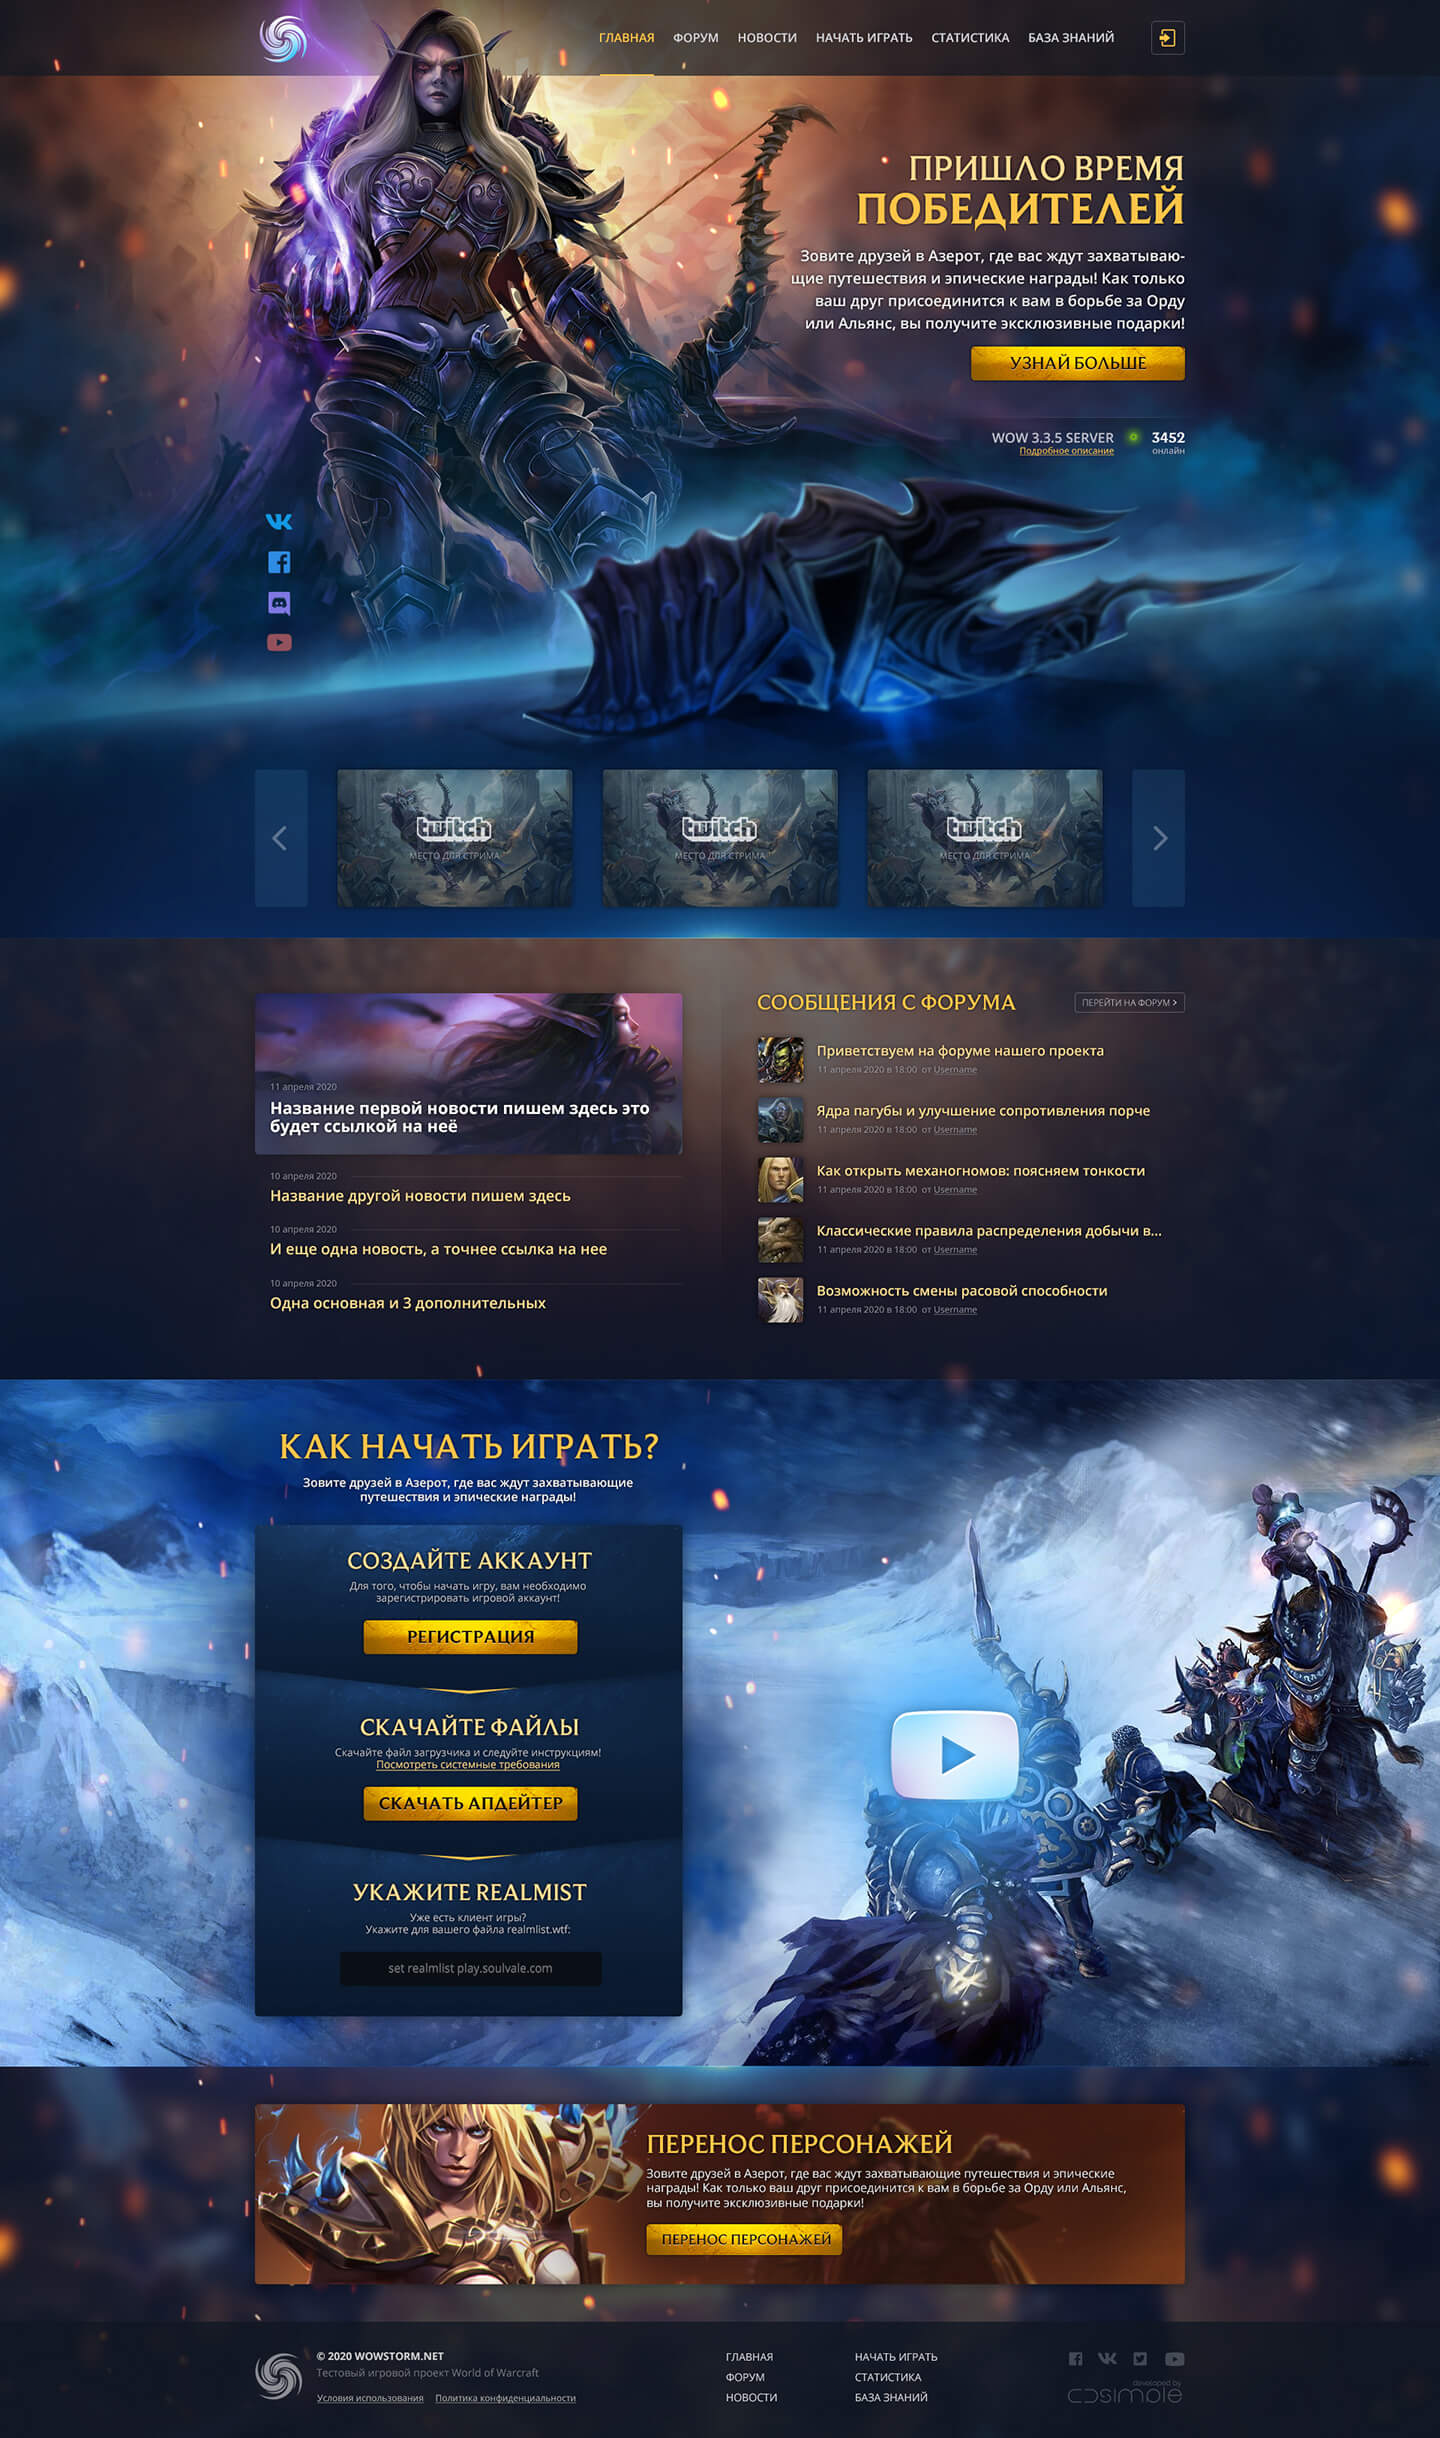 ГЛАВНАЯ ФОРУМ НОВОСТИ НАЧАТЬ ИГРАТЬ СТАТИСТИКА БАЗА ЗНАНИЙ
ПРИШЛО ВРЕМЯ
ПОБЕДИТЕЛЕЙ
Зовите друзей в Азерот, где вас ждут захватываю-
щие путешествия и эпические награды! Как только
ваш друг присоединится к вам в борьбе за Орду
или Альянс, вы получите эксклюзивные подарки!
УЗНАЙ БОЛЬШЕ
WOW 3.3.5 SERVER 3452
Подробное описание онлайн
twitch
МЕСТО ДЛЯ СТРИМА
twitch
МЕСТО ДЛЯ СТРИМА
twitch
МЕСТО ДЛЯ СТРИМА
11 апреля 2020
Название первой новости пишем здесь это
будет ссылкой на неё
10 апреля 2020
Название другой новости пишем здесь
10 апреля 2020
И еще одна новость, а точнее ссылка на нее
10 апреля 2020
Одна основная и 3 дополнительных
СООБЩЕНИЯ С ФОРУМА
ПЕРЕЙТИ НА ФОРУМ >
Приветствуем на форуме нашего проекта
11 апреля 2020 в 18:00 от Username
Ядра пагубы и улучшение сопротивления порче
11 апреля 2020 в 18:00 от Username
Как открыть механогномов: поясняем тонкости
11 апреля 2020 в 18:00 от Username
Классические правила распределения добычи в...
11 апреля 2020 в 18:00 от Username
Возможность смены расовой способности
11 апреля 2020 в 18:00 от Username
КАК НАЧАТЬ ИГРАТЬ?
Зовите друзей в Азерот, где вас ждут захватывающие
путешествия и эпические награды!
СОЗДАЙТЕ АККАУНТ
Для того, чтобы начать игру, вам необходимо
зарегистрировать игровой аккаунт!
РЕГИСТРАЦИЯ
СКАЧАЙТЕ ФАЙЛЫ
Скачайте файл загрузчика и следуйте инструкциям!
Посмотреть системные требования
СКАЧАТЬ АПДЕЙТЕР
УКАЖИТЕ REALMIST
Уже есть клиент игры?
Укажите для вашего файла realmlist.wtf:
set realmlist play.soulvale.com
ПЕРЕНОС ПЕРСОНАЖЕЙ
Зовите друзей в Азерот, где вас ждут захватывающие путешествия и эпические
награды! Как только ваш друг присоединится к вам в борьбе за Орду или Альянс,
вы получите эксклюзивные подарки!
ПЕРЕНОС ПЕРСОНАЖЕЙ
© 2020 WOWSTORM.NET
Тестовый игровой проект World of Warcraft
Условия использования Политика конфиденциальности
ГЛАВНАЯ
ФОРУМ
НОВОСТИ
НАЧАТЬ ИГРАТЬ
СТАТИСТИКА
БАЗА ЗНАНИЙ
developed by
simple